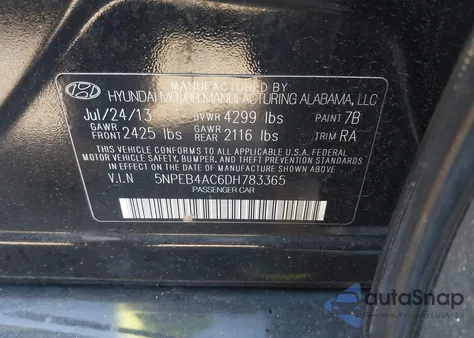 MANUFACTURED BY
HYUNDAI MOTOR MANUFACTURING ALABAMA, LLC
Jul/24/13 GVWR 4299 lbs PAINT 7B
GAWR FRONT 2425 lbs GAWR REAR 2116 lbs TRIM RA
THIS VEHICLE CONFORMS TO ALL APPLICABLE U.S.A. FEDERAL
MOTOR VEHICLE SAFETY, BUMPER, AND THEFT PREVENTION
STANDARDS IN EFFECT ON THE DATE OF MANUFACTURE SHOWN
ABOVE.
V.I.N 5NPEB4AC6DH783365
PASSENGER CAR
autoSnap